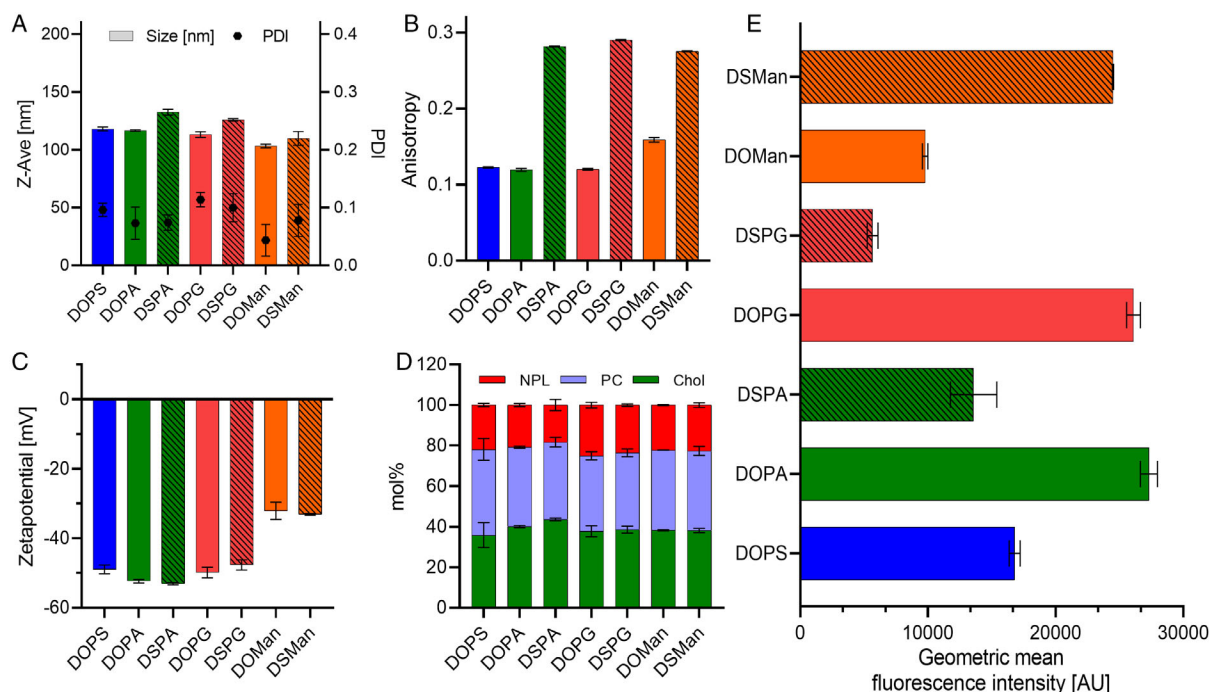 A
Size [nm]
PDI
Z-Ave [nm]
200
150
100
50
0
PDI
0.4
0.3
0.2
0.1
0.0
DOPS
DOPA
DSPA
DOPG
DSPG
DOMan
DSMan
B
Anisotropy
0.3
0.2
0.1
0.0
DOPS
DOPA
DSPA
DOPG
DSPG
DOMan
DSMan
C
Zetapotential [mV]
0
-20
-40
-60
DOPS
DOPA
DSPA
DOPG
DSPG
DOMan
DSMan
D
NPL
PC
Chol
mol%
120
100
80
60
40
20
0
DOPS
DOPA
DSPA
DOPG
DSPG
DOMan
DSMan
E
DSMan
DOMan
DSPG
DOPG
DSPA
DOPA
DOPS
0
10000
20000
30000
Geometric mean
fluorescence intensity [AU]